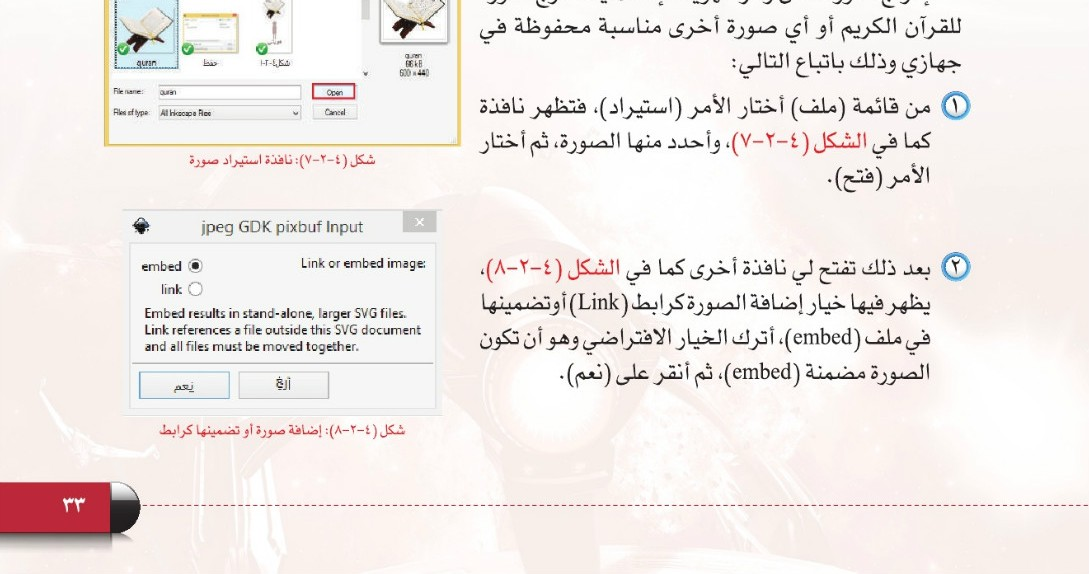 للقرآن الكريم أو أي صورة أخرى مناسبة محفوظة في
جهازي وذلك باتباع التالي:
١ من قائمة (ملف) أختار الأمر (استيراد)، فتظهر نافذة
كما في الشكل (٤-٢-٧)، وأحدد منها الصورة، ثم أختار
الأمر (فتح).
quran
حفظ
شكل٤-٢-١
quran
86 kB
600 x 440
File name:
quran
Open
Files of type:
All Inkscape Files
Cancel
شكل (٤-٢-٧): نافذة استيراد صورة
٢ بعد ذلك تفتح لي نافذة أخرى كما في الشكل (٤-٢-٨)،
يظهر فيها خيار إضافة الصورة كرابط (Link) أو تضمينها
في ملف (embed)، أترك الخيار الافتراضي وهو أن تكون
الصورة مضمنة (embed)، ثم أنقر على (نعم).
jpeg GDK pixbuf Input
Link or embed image:
embed
link
Embed results in stand-alone, larger SVG files.
Link references a file outside this SVG document
and all files must be moved together.
شكل (٤-٢-٨): إضافة صورة أو تضمينها كرابط
٣٣